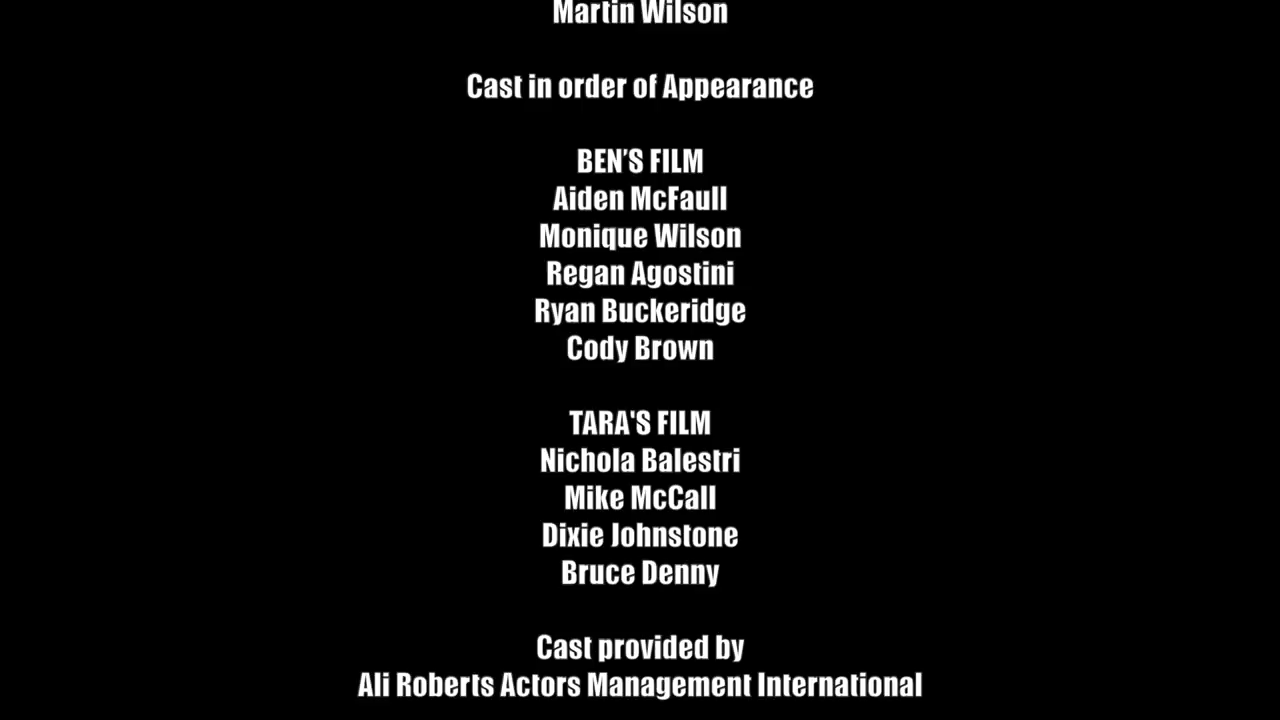 Martin Wilson
Cast in order of Appearance
BEN’S FILM
Aiden McFaull
Monique Wilson
Regan Agostini
Ryan Buckeridge
Cody Brown
TARA'S FILM
Nichola Balestri
Mike McCall
Dixie Johnstone
Bruce Denny
Cast provided by
Ali Roberts Actors Management International